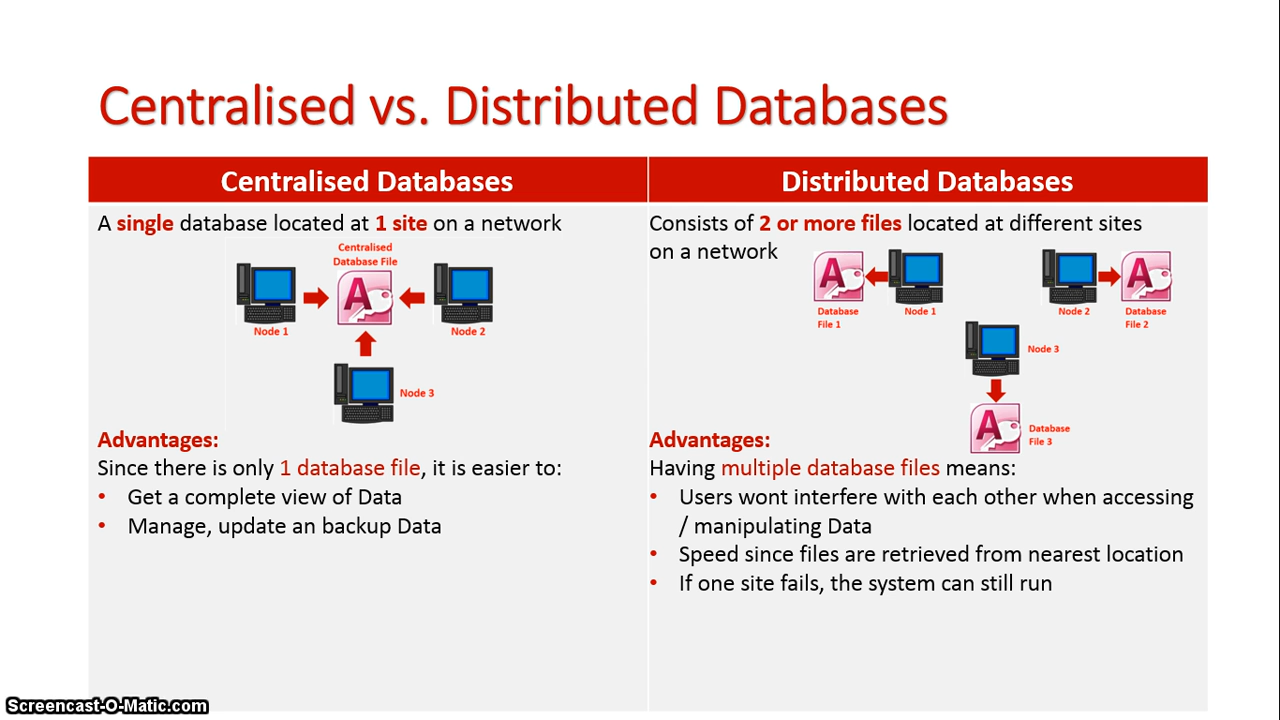 Centralised vs. Distributed Databases
Centralised Databases
A single database located at 1 site on a network
Centralised
Database File
Node 1
Node 2
Node 3
Advantages:
Since there is only 1 database file, it is easier to:
• Get a complete view of Data
• Manage, update an backup Data
Distributed Databases
Consists of 2 or more files located at different sites
on a network
A
Database
File 1
Node 1
Node 2
A
Database
File 2
Node 3
A
Database
File 3
Advantages:
Having multiple database files means:
• Users wont interfere with each other when accessing
/ manipulating Data
• Speed since files are retrieved from nearest location
• If one site fails, the system can still run
Screencast-O-Matic.com